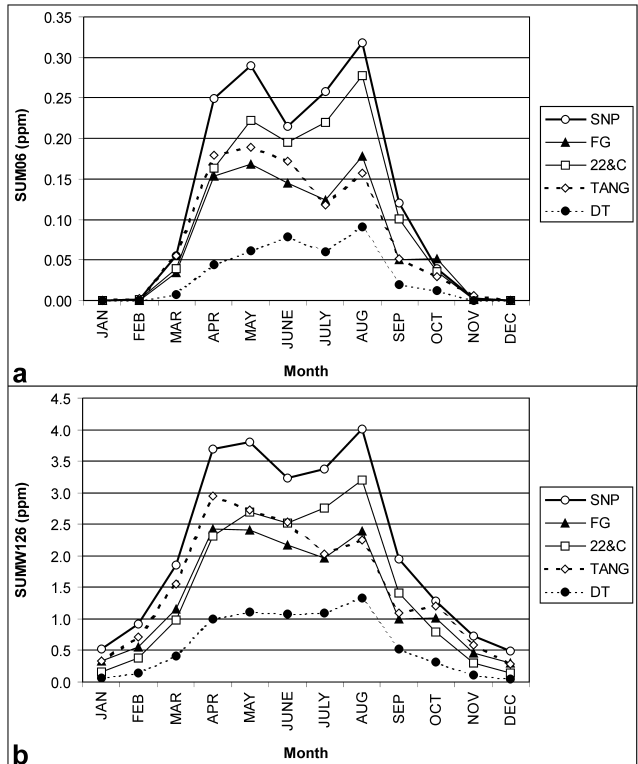 SUM06 (ppm)
0.35
0.30
0.25
0.20
0.15
0.10
0.05
0.00
JAN
FEB
MAR
APR
MAY
JUNE
JULY
AUG
SEP
OCT
NOV
DEC
Month
SNP
FG
22&C
TANG
DT
a
SUMW126 (ppm)
4.5
4.0
3.5
3.0
2.5
2.0
1.5
1.0
0.5
0.0
JAN
FEB
MAR
APR
MAY
JUNE
JULY
AUG
SEP
OCT
NOV
DEC
Month
SNP
FG
22&C
TANG
DT
b